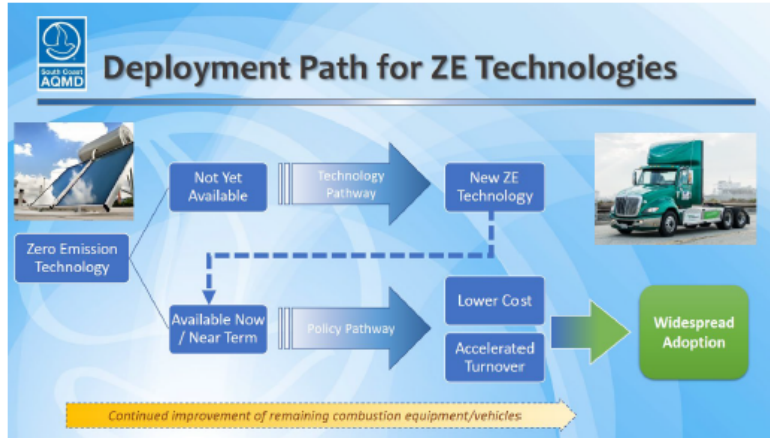 South Coast
AQMD
Deployment Path for ZE Technologies
Not Yet
Available
Technology
Pathway
New ZE
Technology
Zero Emission
Technology
Available Now
/ Near Term
Policy Pathway
Lower Cost
Accelerated
Turnover
Widespread
Adoption
Continued improvement of remaining combustion equipment/vehicles